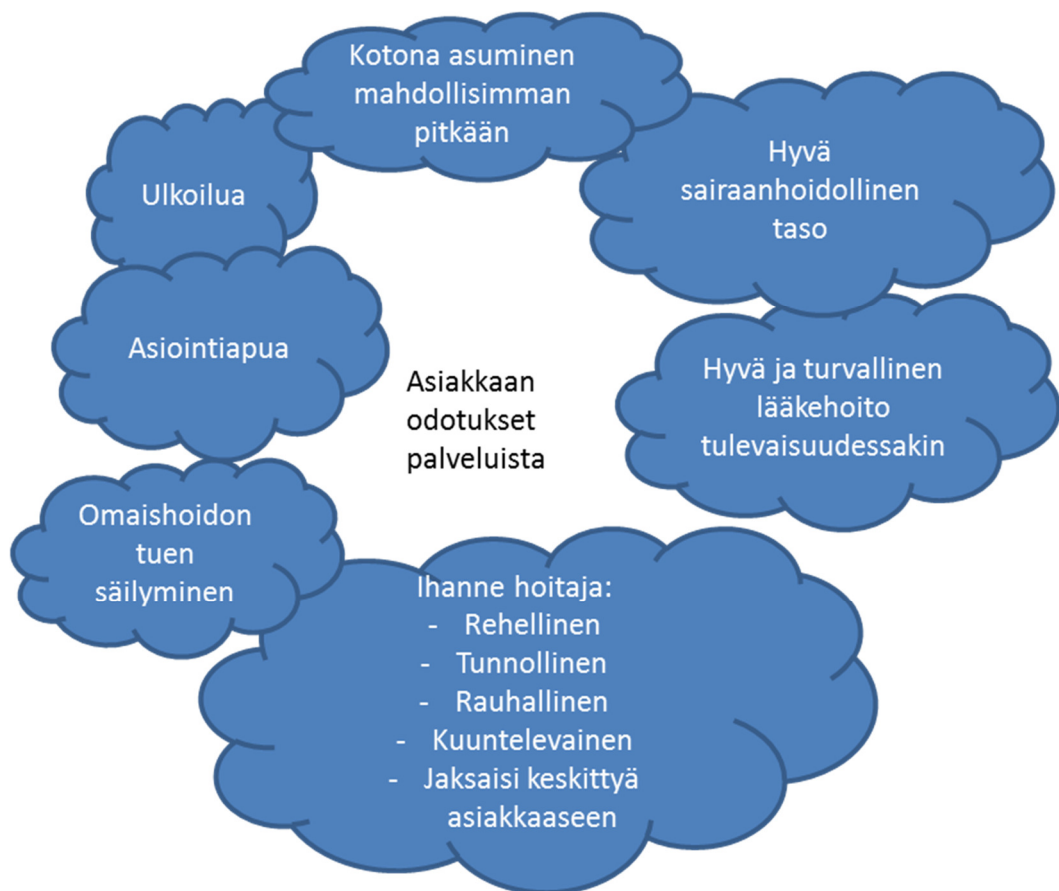 Kotona asuminen
mahdollisimman
pitkään
Hyvä
sairaanhoidollinen
taso
Ulkoilua
Asiointiapua
Hyvä ja turvallinen
lääkehoito
tulevaisuudessakin
Asiakkaan
odotukset
palveluista
Omaishoidon
tuen
säilyminen
Ihanne hoitaja:
- Rehellinen
- Tunnollinen
- Rauhallinen
- Kuuntelevainen
- Jaksaisi keskittyä
asiakkaaseen